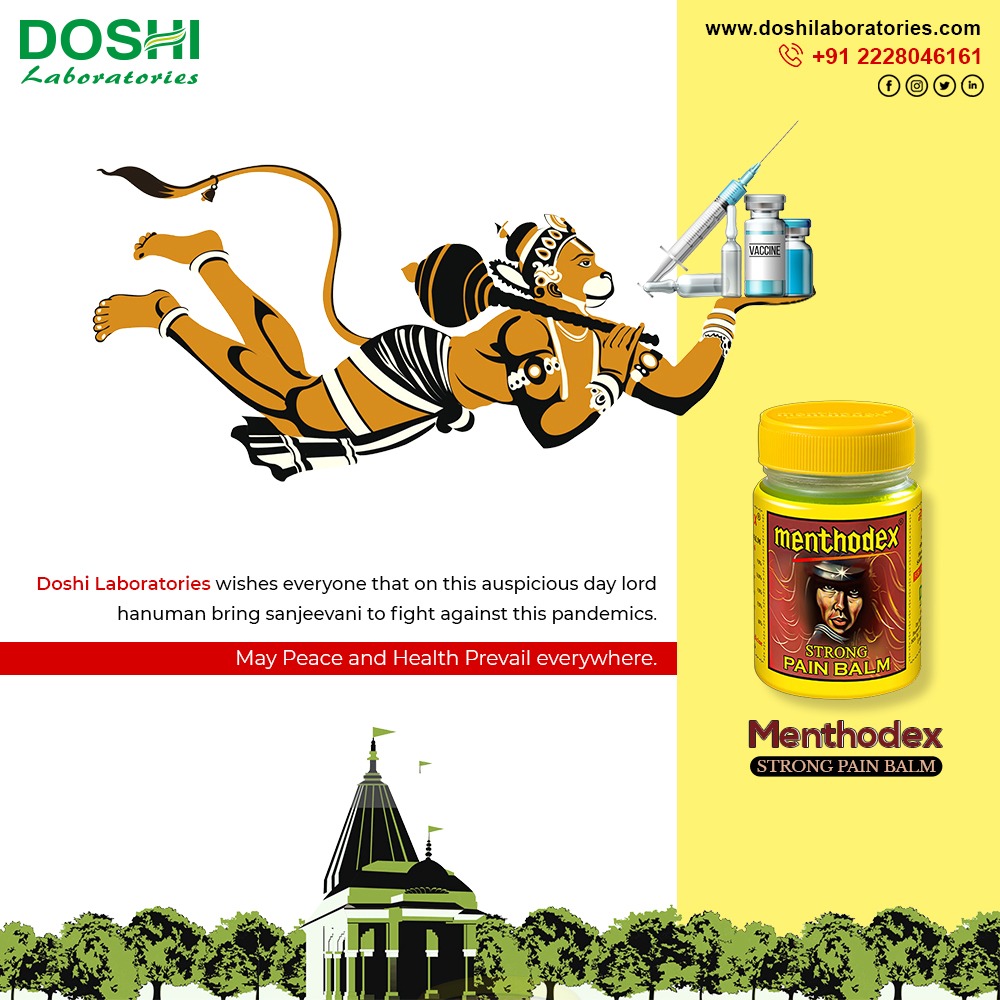 DOSHI
Laboratories
www.doshilaboratories.com
+91 2228046161
VACCINE
menthodex
menthodex®
STRONG
PAIN BALM
Doshi Laboratories wishes everyone that on this auspicious day lord
hanuman bring sanjeevani to fight against this pandemics.
May Peace and Health Prevail everywhere.
Menthodex
STRONG PAIN BALM